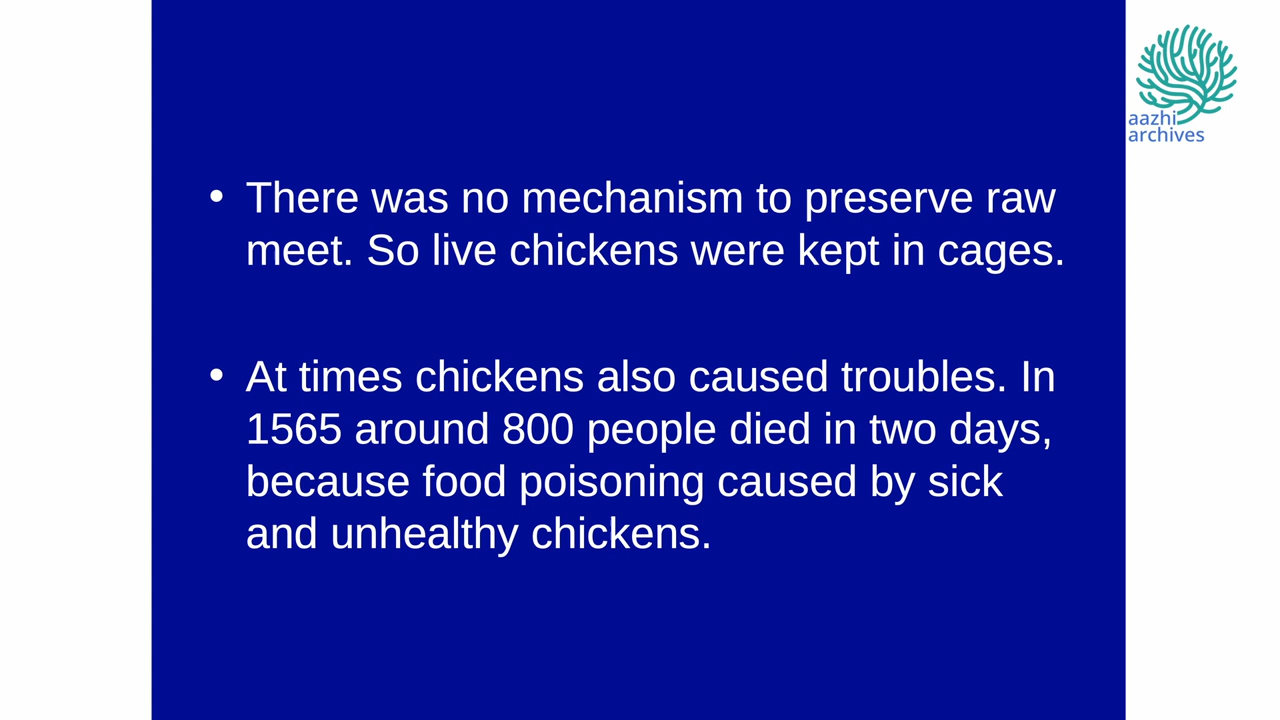 aazhi
archives
• There was no mechanism to preserve raw
meet. So live chickens were kept in cages.
• At times chickens also caused troubles. In
1565 around 800 people died in two days,
because food poisoning caused by sick
and unhealthy chickens.